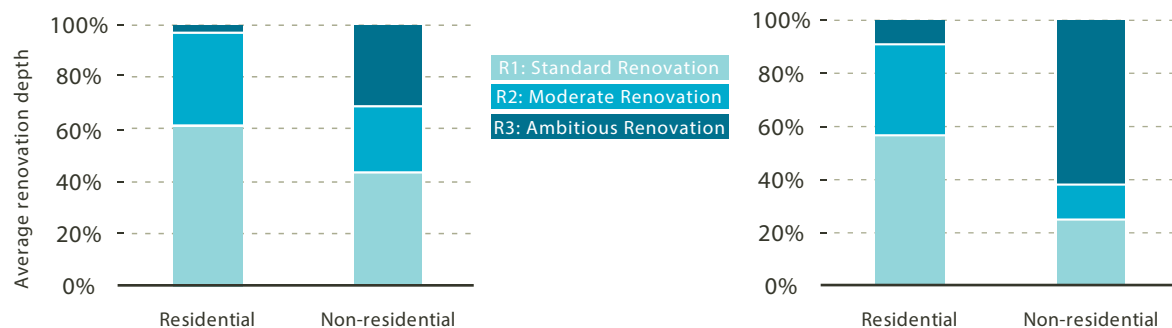 Average renovation depth
100%
80%
60%
40%
20%
0%
Residential
Non-residential
R1: Standard Renovation
R2: Moderate Renovation
R3: Ambitious Renovation
100%
80%
60%
40%
20%
0%
Residential
Non-residential